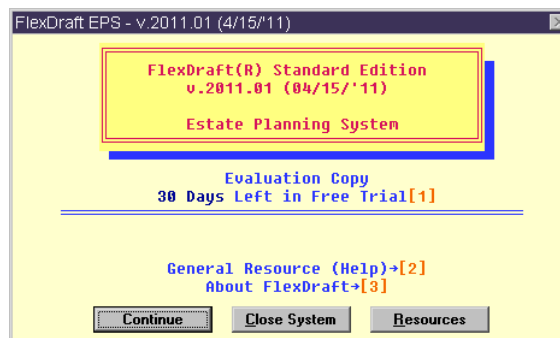 FlexDraft EPS - v.2011.01 (4/15/'11)
FlexDraft(R) Standard Edition
v.2011.01 (04/15/'11)
Estate Planning System
Evaluation Copy
30 Days Left in Free Trial[1]
General Resource (Help)→[2]
About FlexDraft→[3]
Continue Close System Resources